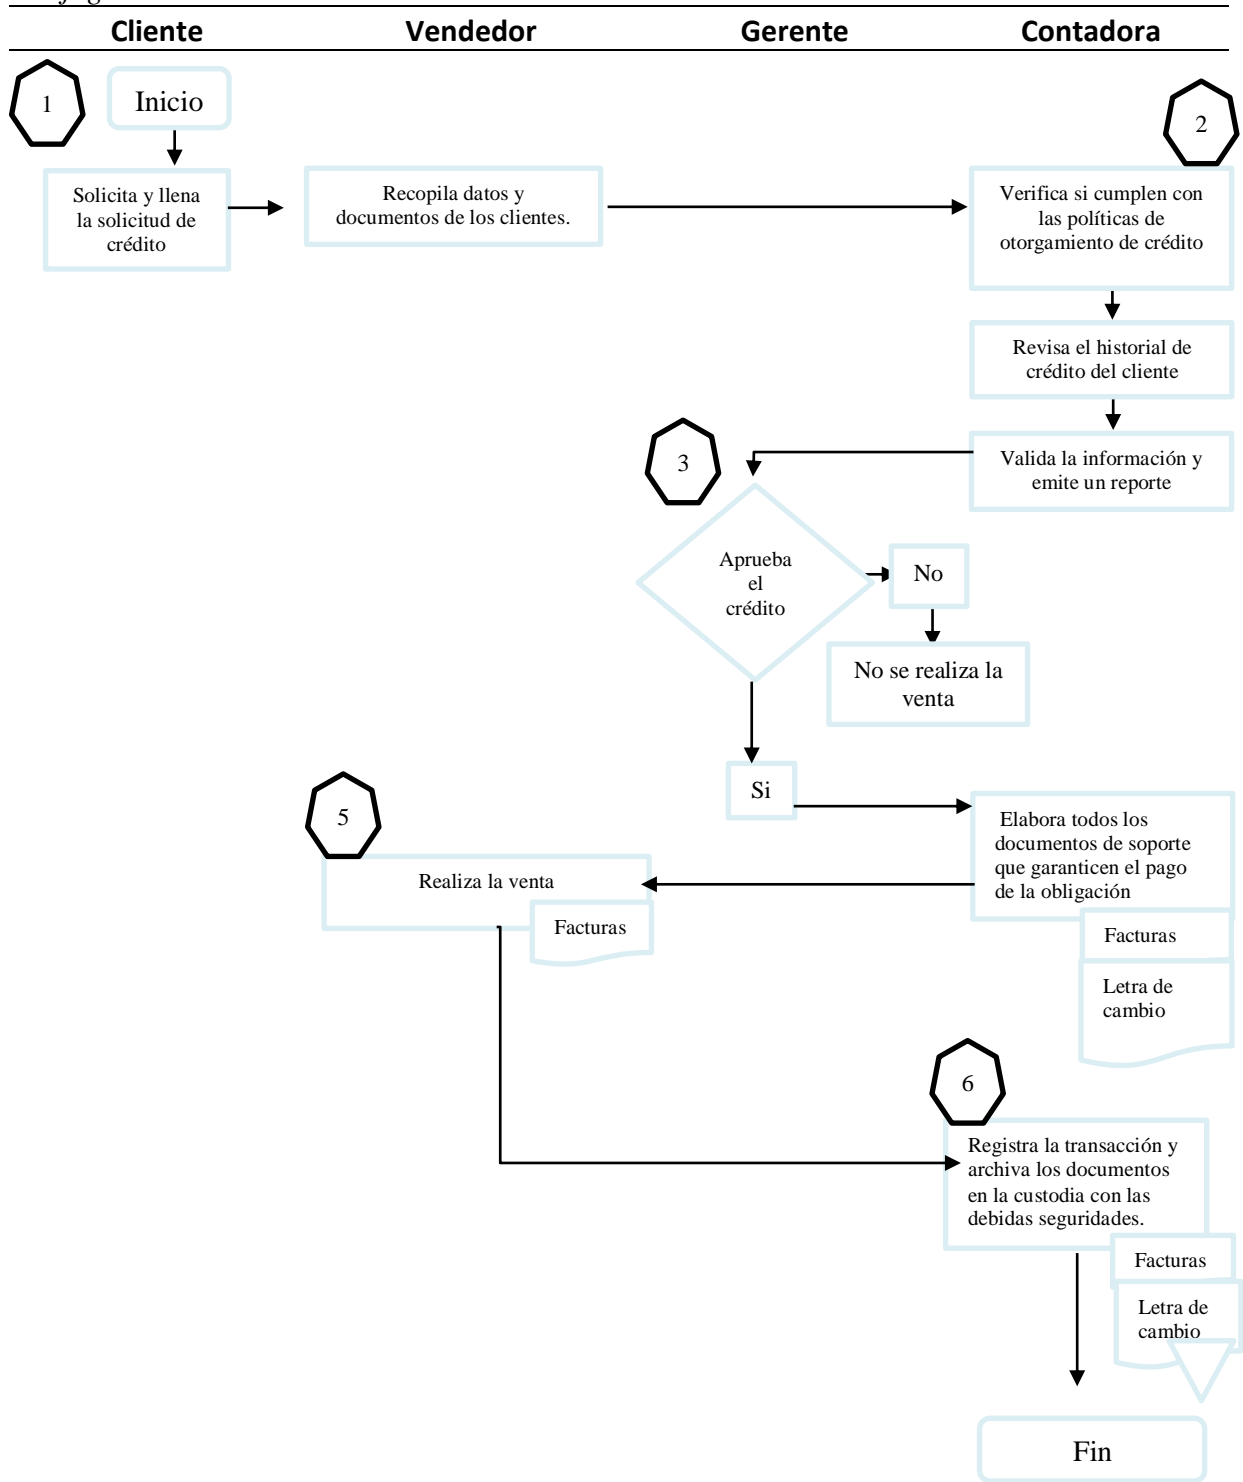 Cliente Vendedor Gerente Contadora
1
Inicio
2
Solicita y llena
la solicitud de
crédito
Recopila datos y
documentos de los clientes.
Verifica si cumplen con
las políticas de
otorgamiento de crédito
Revisa el historial de
crédito del cliente
3
Valida la información y
emite un reporte
Aprueba
el
crédito
No
No se realiza la
venta
Si
5
Elabora todos los
documentos de soporte
que garanticen el pago
de la obligación
Realiza la venta
Facturas
Facturas
Letra de
cambio
6
Registra la transacción y
archiva los documentos
en la custodia con las
debidas seguridades.
Facturas
Letra de
cambio
Fin